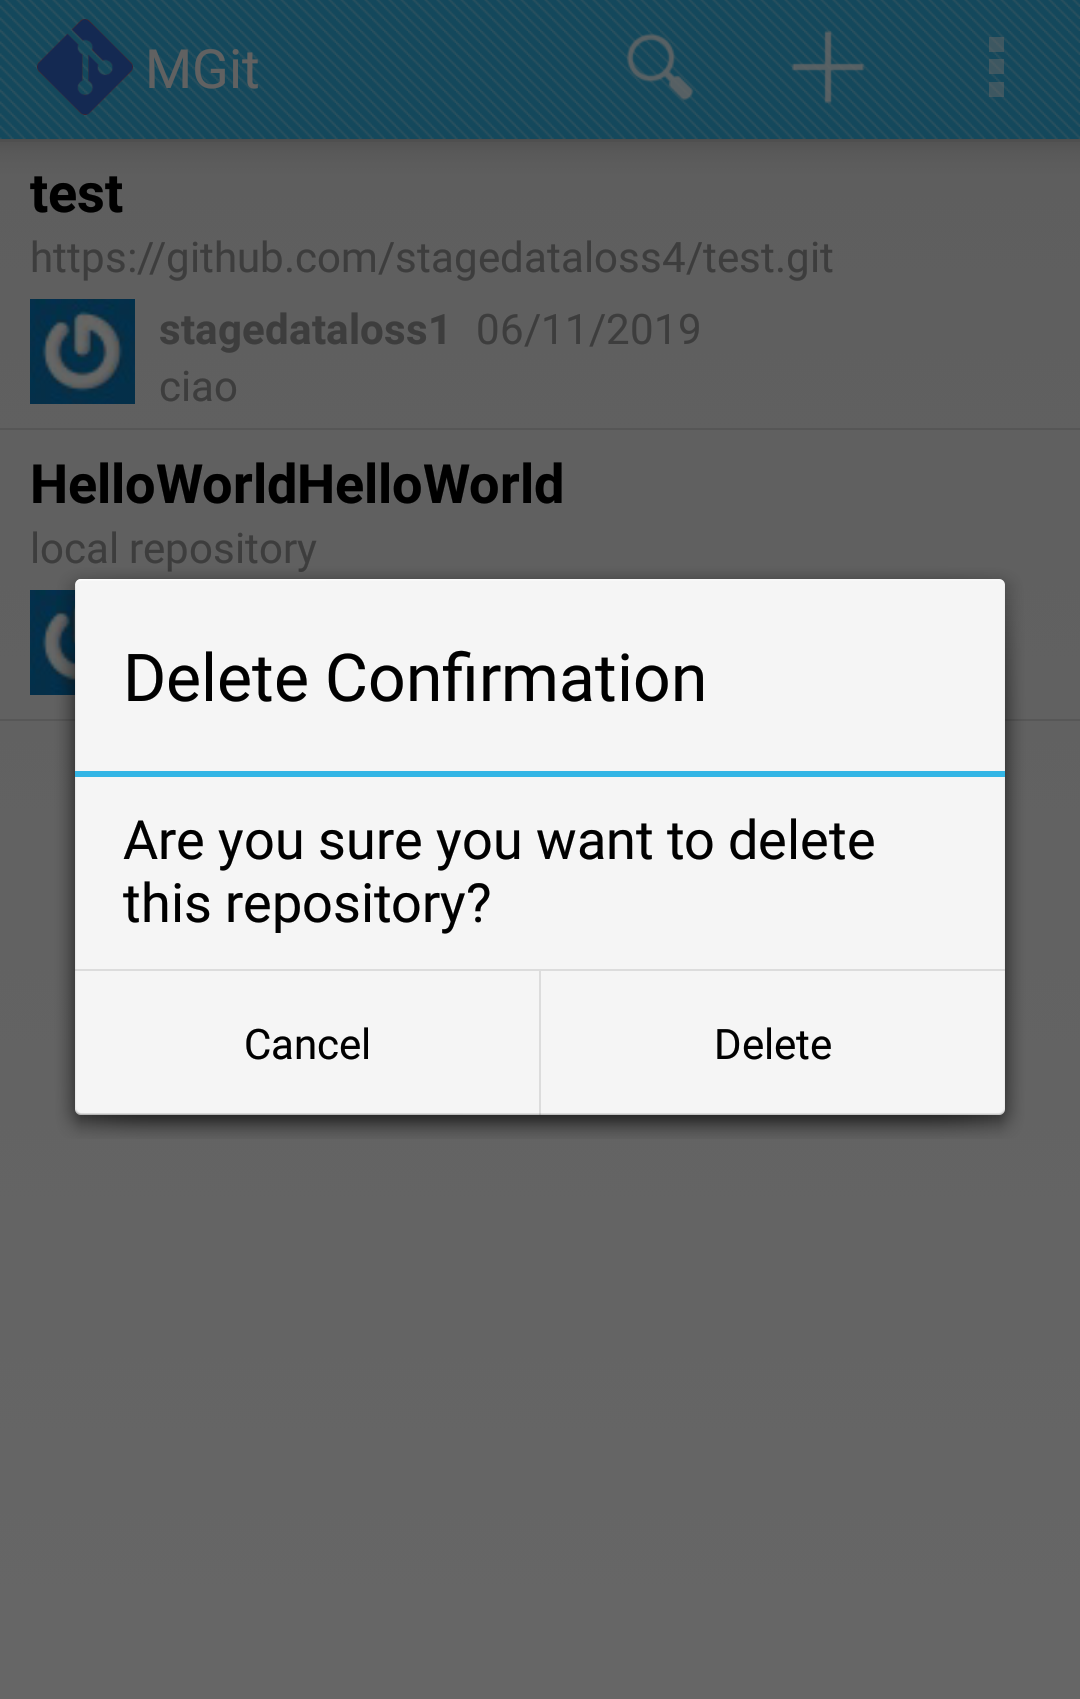 MGit
test
https://github.com/stagedataloss4/test.git
stagedataloss1 06/11/2019
ciao
HelloWorldHelloWorld
local repository
Delete Confirmation
Are you sure you want to delete
this repository?
Cancel Delete